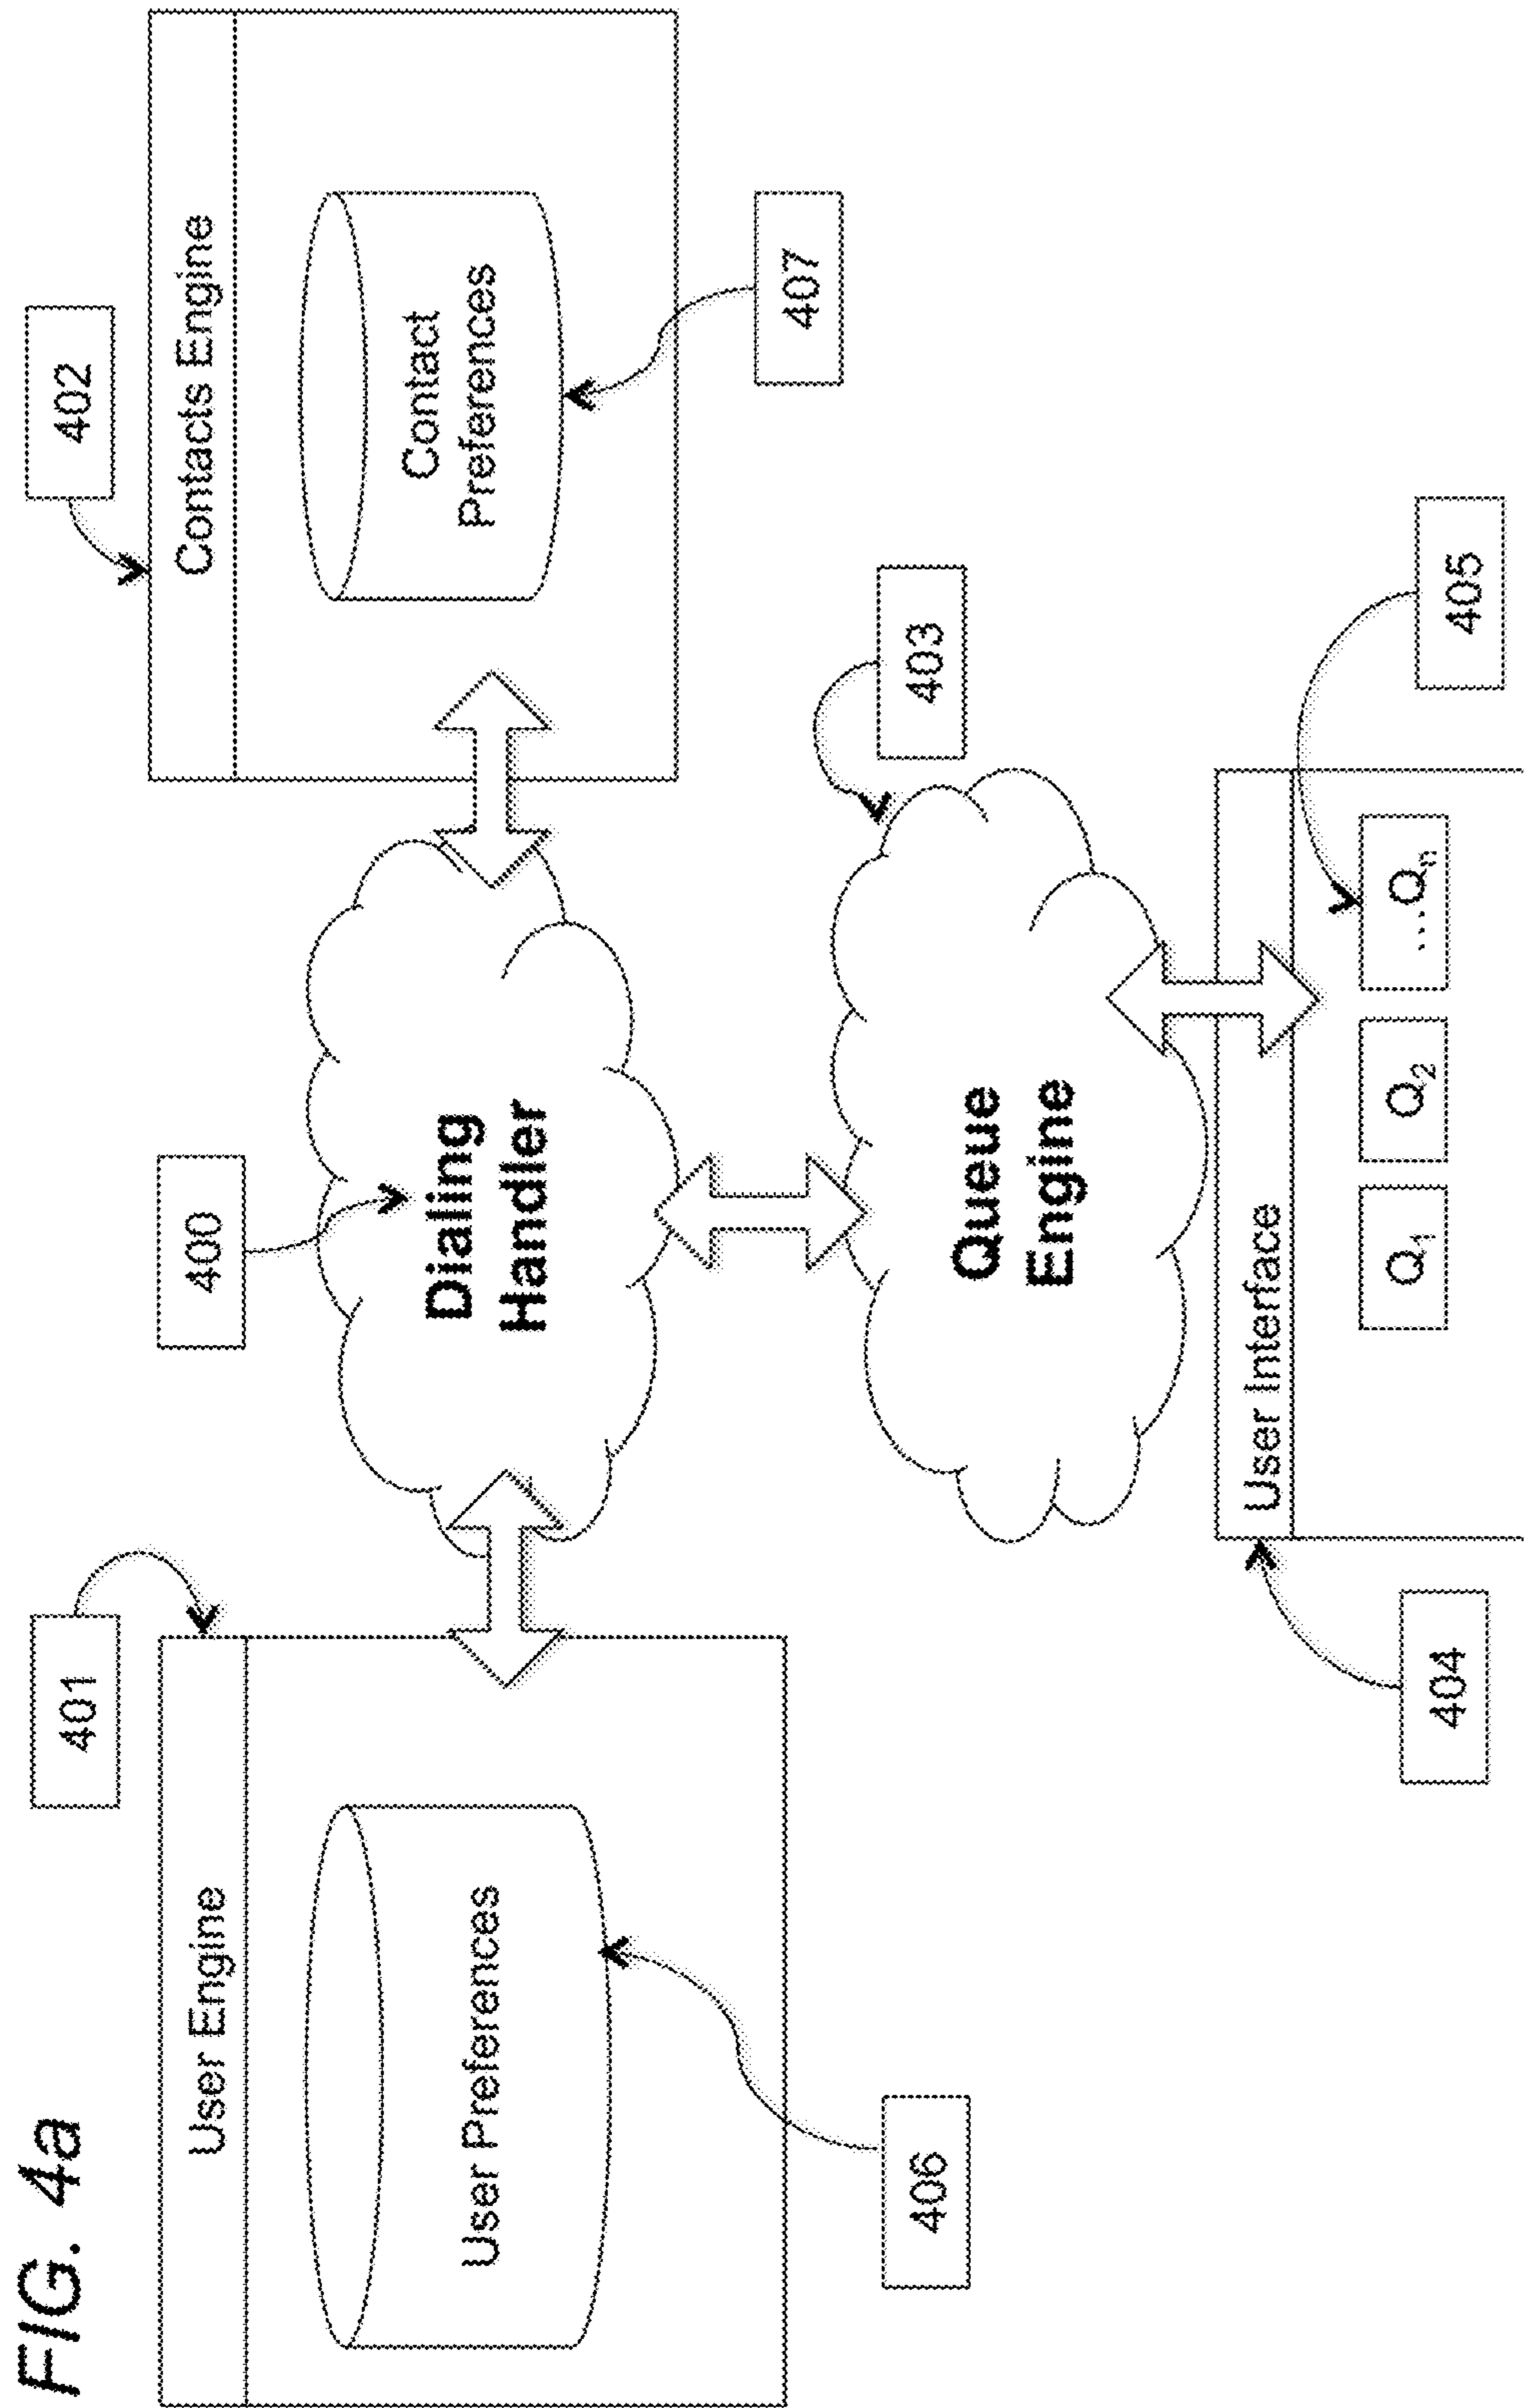 FIG. 4a
401
User Engine
User Preferences
406
400
Dialing
Handler
402
Contacts Engine
Contact
Preferences
407
403
Queue
Engine
404
User Interface
Q1
Q2
...Qn
405